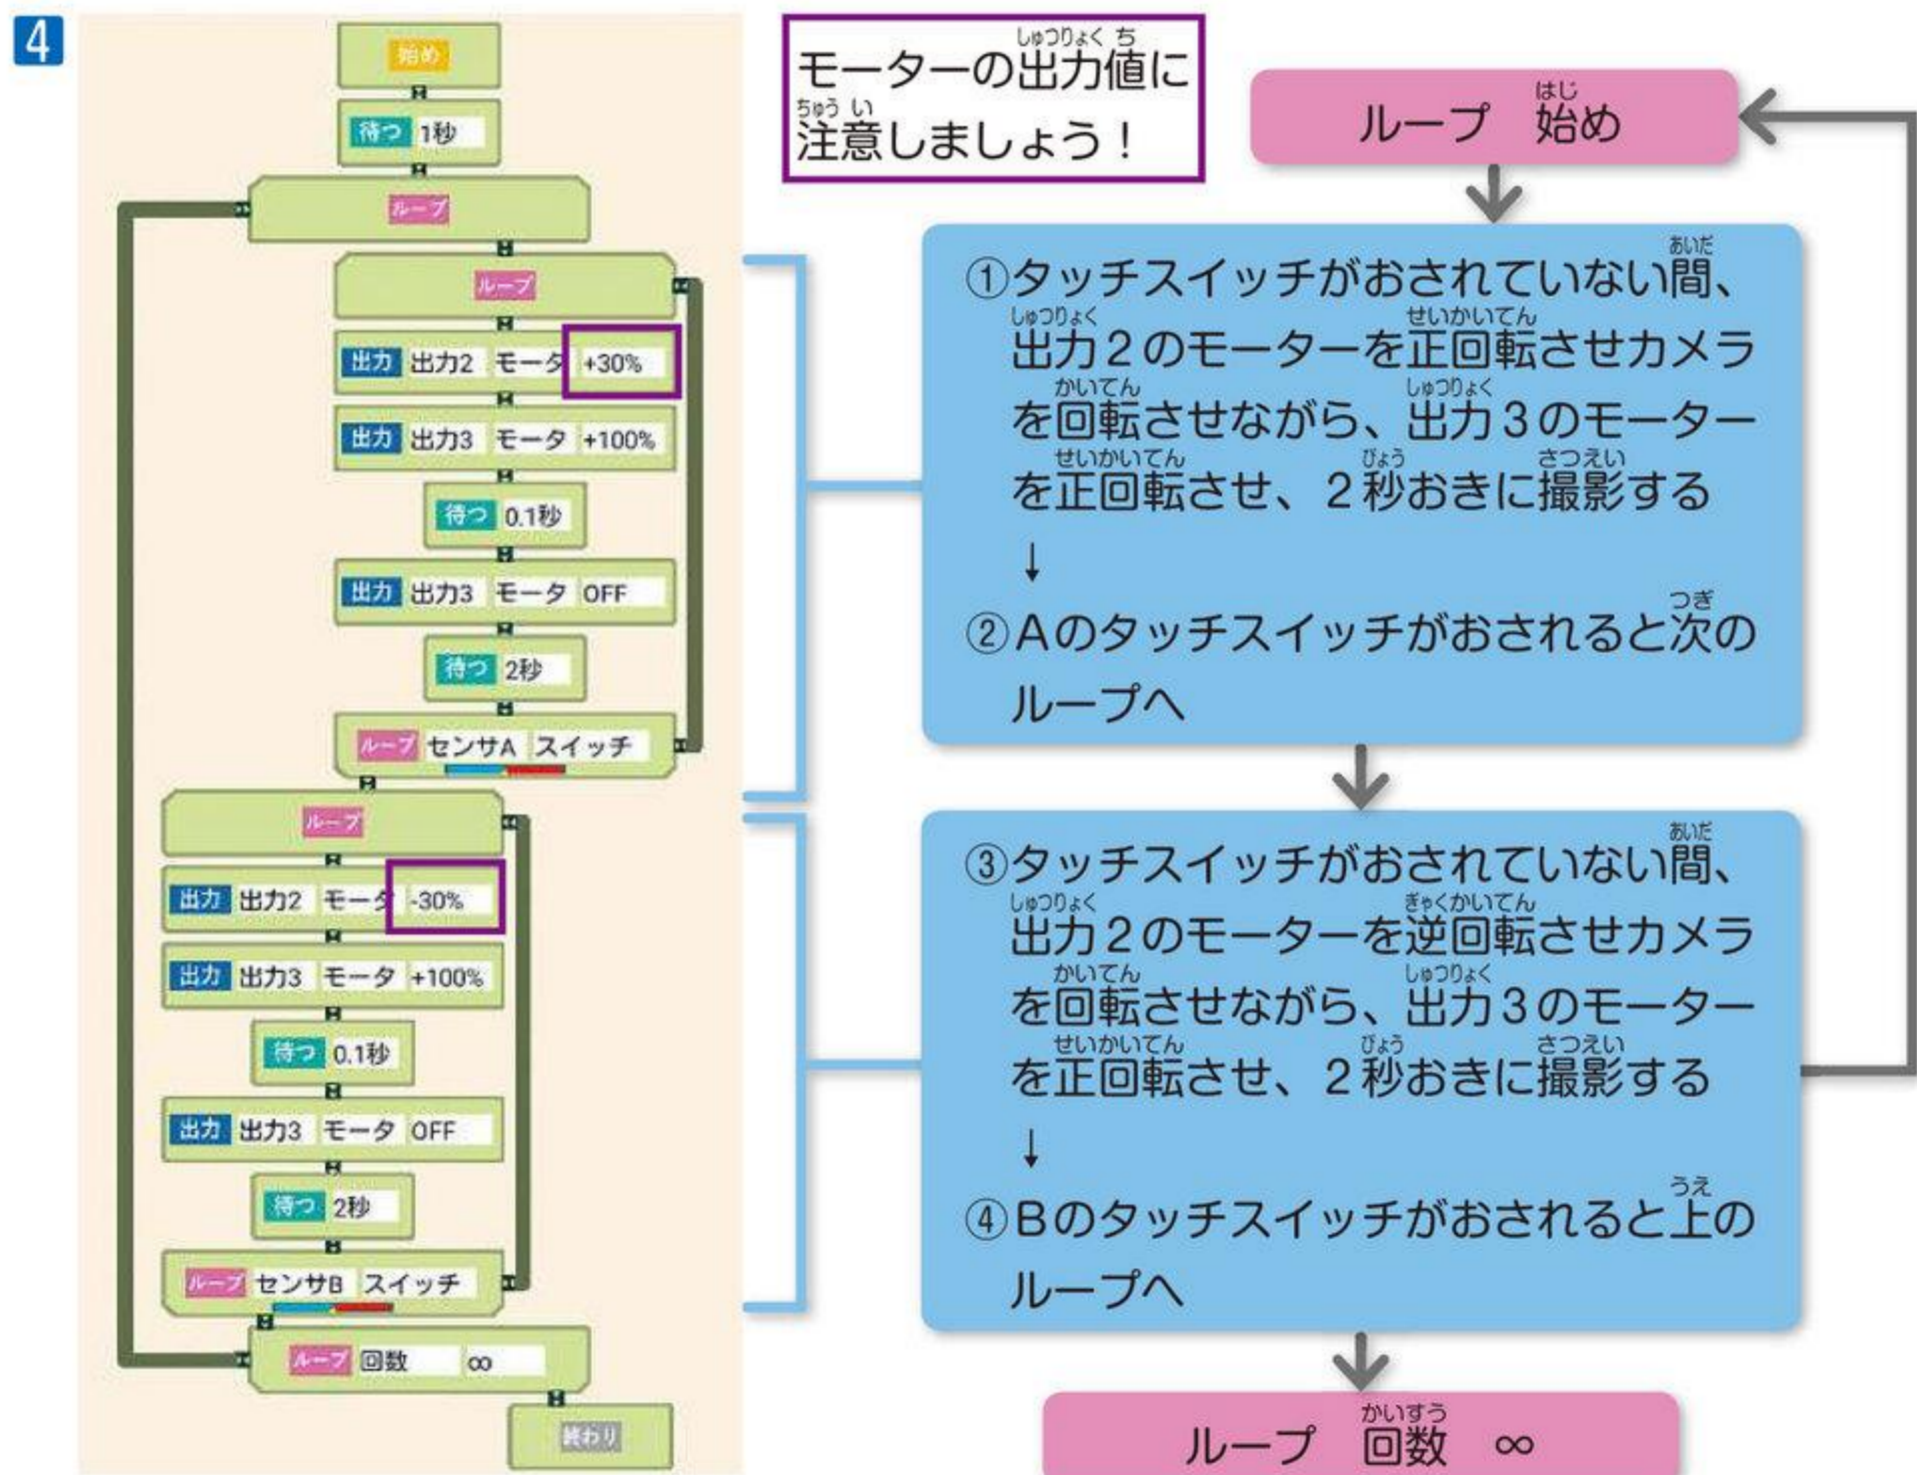 4
始め
待つ 1秒
ループ
ループ
出力 出力2 モータ +30%
出力 出力3 モータ +100%
待つ 0.1秒
出力 出力3 モータ OFF
待つ 2秒
ループ センサA スイッチ
ループ
出力 出力2 モータ -30%
出力 出力3 モータ +100%
待つ 0.1秒
出力 出力3 モータ OFF
待つ 2秒
ループ センサB スイッチ
ループ 回数 ∞
終わり
しゅつりょく ち
モーターの出力値に
ちゅう い
注意しましょう！
はじ
ループ 始め
あいだ
①タッチスイッチがおされていない間、
しゅつりょく せいかいてん
出力２のモーターを正回転させカメラ
かいてん しゅつりょく
を回転させながら、出力３のモーター
せいかいてん びょう さつえい
を正回転させ、２秒おきに撮影する
↓
つぎ
②Ａのタッチスイッチがおされると次の
ループへ
あいだ
③タッチスイッチがおされていない間、
しゅつりょく ぎゃくかいてん
出力２のモーターを逆回転させカメラ
かいてん しゅつりょく
を回転させながら、出力３のモーター
せいかいてん びょう さつえい
を正回転させ、２秒おきに撮影する
↓
うえ
④Ｂのタッチスイッチがおされると上の
ループへ
かいすう
ループ 回数 ∞